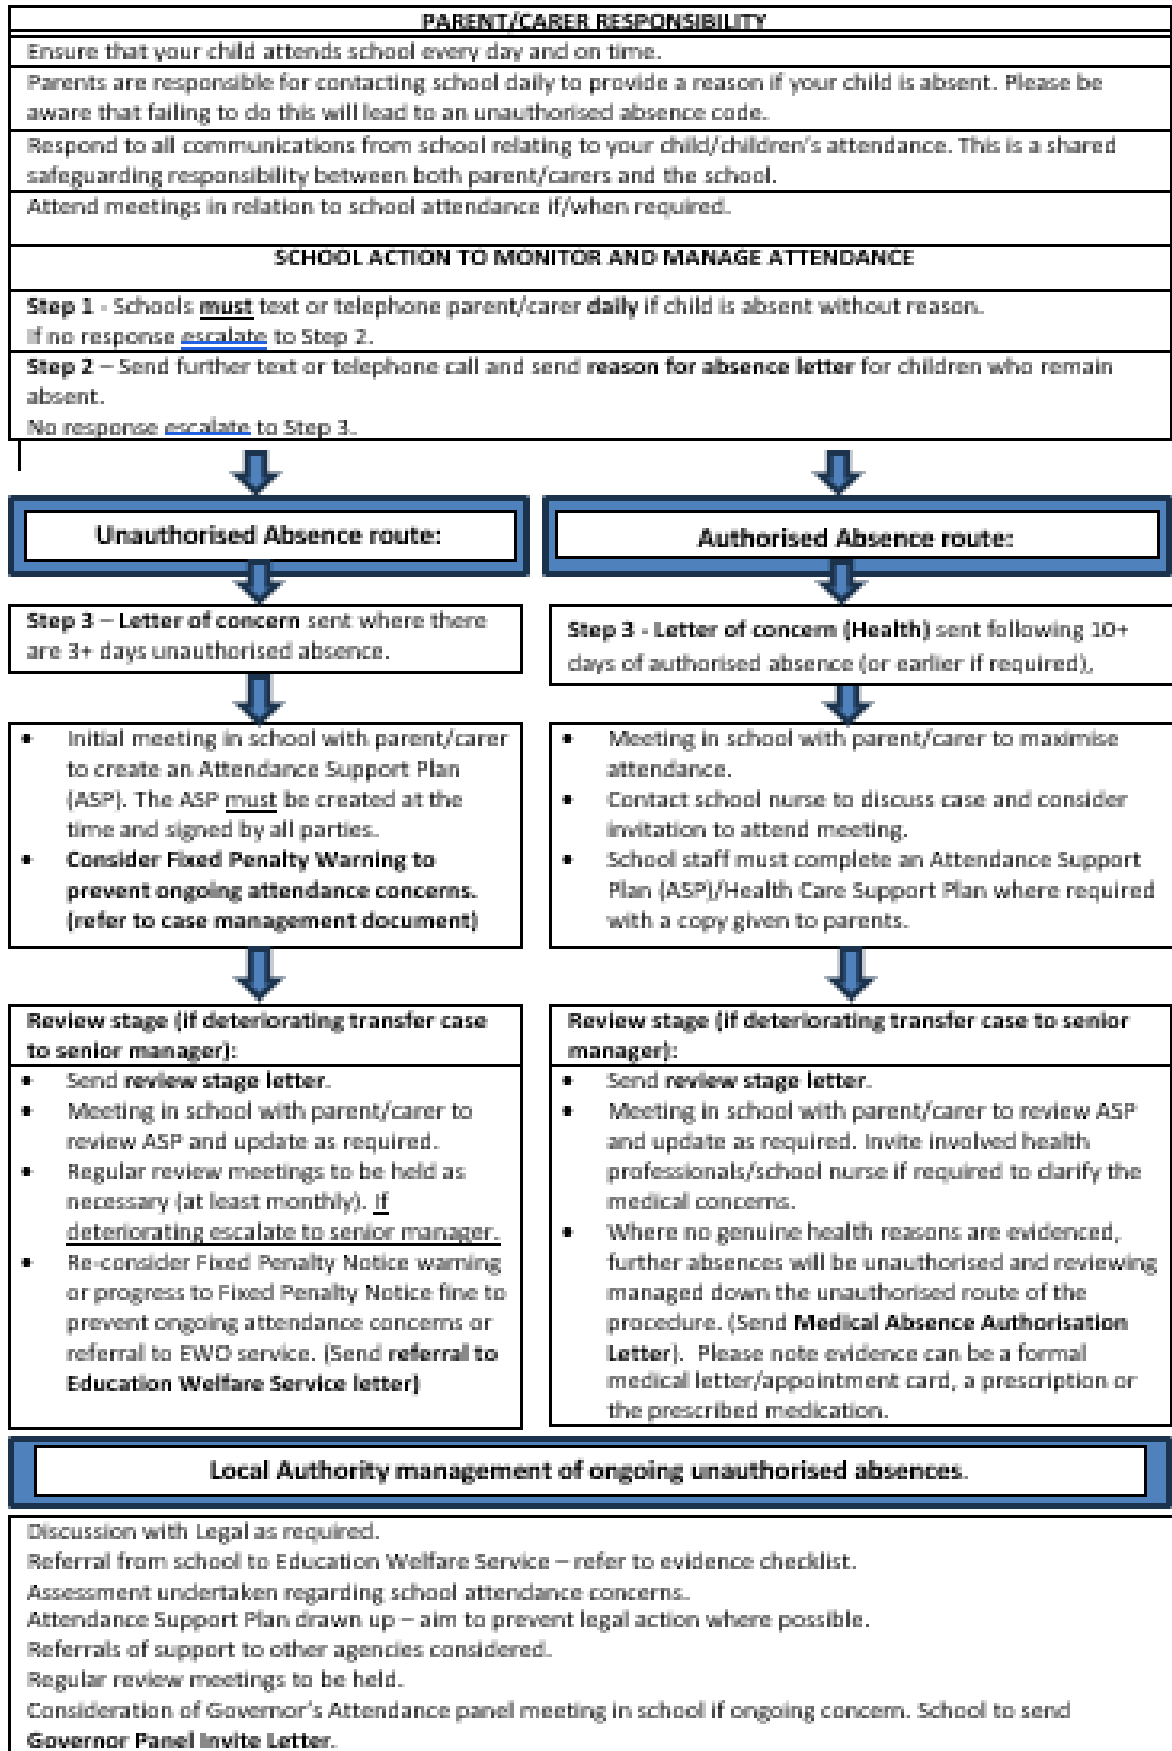 PARENT/CARER RESPONSIBILITY
Ensure that your child attends school every day and on time.
Parents are responsible for contacting school daily to provide a reason if your child is absent. Please be
aware that failing to do this will lead to an unauthorised absence code.
Respond to all communications from school relating to your child/children's attendance. This is a shared
safeguarding responsibility between both parent/carers and the school.
Attend meetings in relation to school attendance if/when required.
SCHOOL ACTION TO MONITOR AND MANAGE ATTENDANCE
Step 1 - Schools must text or telephone parent/carer daily if child is absent without reason.
If no response escalate to Step 2.
Step 2 – Send further text or telephone call and send reason for absence letter for children who remain
absent.
No response escalate to Step 3.
Unauthorised Absence route:
Step 3 – Letter of concern sent where there
are 3+ days unauthorised absence.
• Initial meeting in school with parent/carer
to create an Attendance Support Plan
(ASP). The ASP must be created at the
time and signed by all parties.
• Consider Fixed Penalty Warning to
prevent ongoing attendance concerns.
(refer to case management document)
Review stage (if deteriorating transfer case
to senior manager):
• Send review stage letter.
• Meeting in school with parent/carer to
review ASP and update as required.
• Regular review meetings to be held as
necessary (at least monthly). If
deteriorating escalate to senior manager.
• Re-consider Fixed Penalty Notice warning
or progress to Fixed Penalty Notice fine to
prevent ongoing attendance concerns or
referral to EWO service. (Send referral to
Education Welfare Service letter)
Authorised Absence route:
Step 3 - Letter of concern (Health) sent following 10+
days of authorised absence (or earlier if required),
• Meeting in school with parent/carer to maximise
attendance.
• Contact school nurse to discuss case and consider
invitation to attend meeting.
• School staff must complete an Attendance Support
Plan (ASP)/Health Care Support Plan where required
with a copy given to parents.
Review stage (if deteriorating transfer case to senior
manager):
• Send review stage letter.
• Meeting in school with parent/carer to review ASP
and update as required. Invite involved health
professionals/school nurse if required to clarify the
medical concerns.
• Where no genuine health reasons are evidenced,
further absences will be unauthorised and reviewing
managed down the unauthorised route of the
procedure. (Send Medical Absence Authorisation
Letter). Please note evidence can be a formal
medical letter/appointment card, a prescription or
the prescribed medication.
Local Authority management of ongoing unauthorised absences.
Discussion with Legal as required.
Referral from school to Education Welfare Service – refer to evidence checklist.
Assessment undertaken regarding school attendance concerns.
Attendance Support Plan drawn up – aim to prevent legal action where possible.
Referrals of support to other agencies considered.
Regular review meetings to be held.
Consideration of Governor's Attendance panel meeting in school if ongoing concern. School to send
Governor Panel Invite Letter.